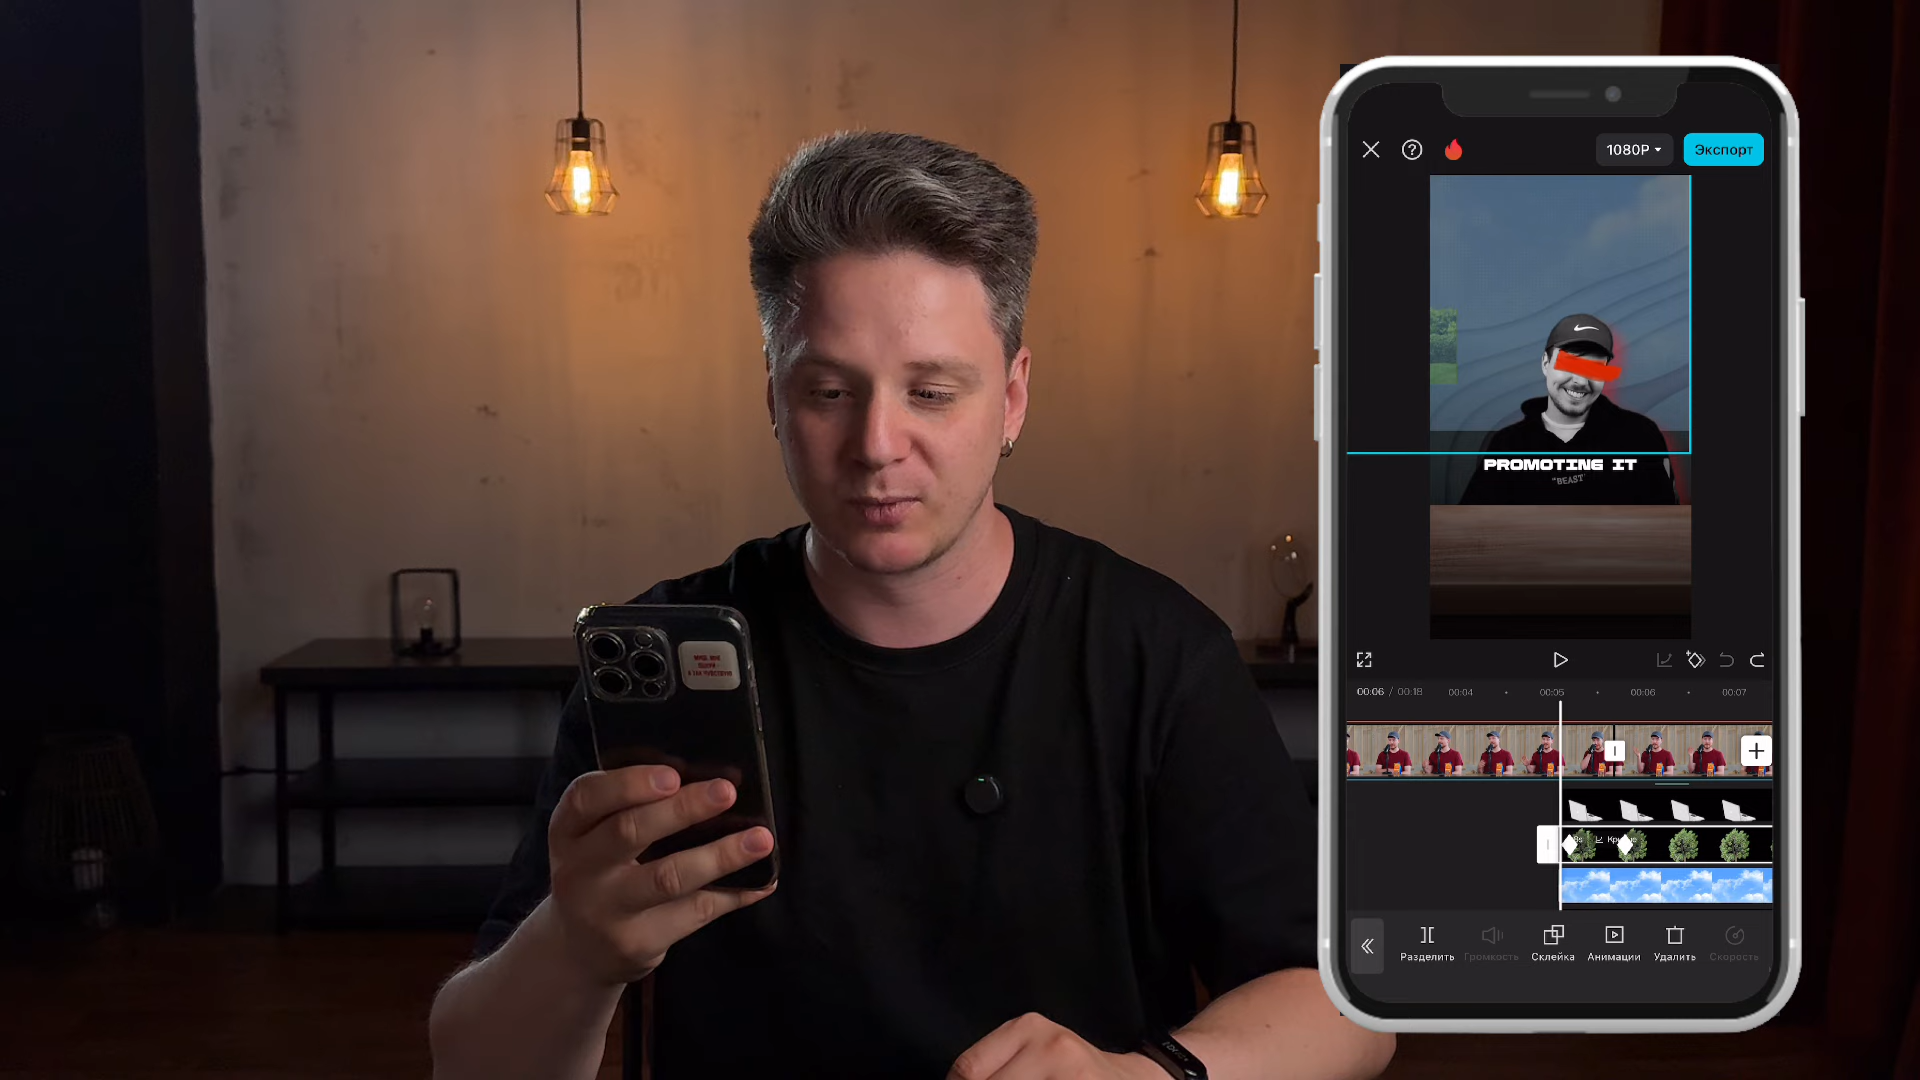 1080P
Экспорт
PROMOTING IT
"BEAST"
00:06 / 00:18
00:04
00:05
00:06
00:07
Разделить
Громкость
Склейка
Анимации
Удалить
Скорость